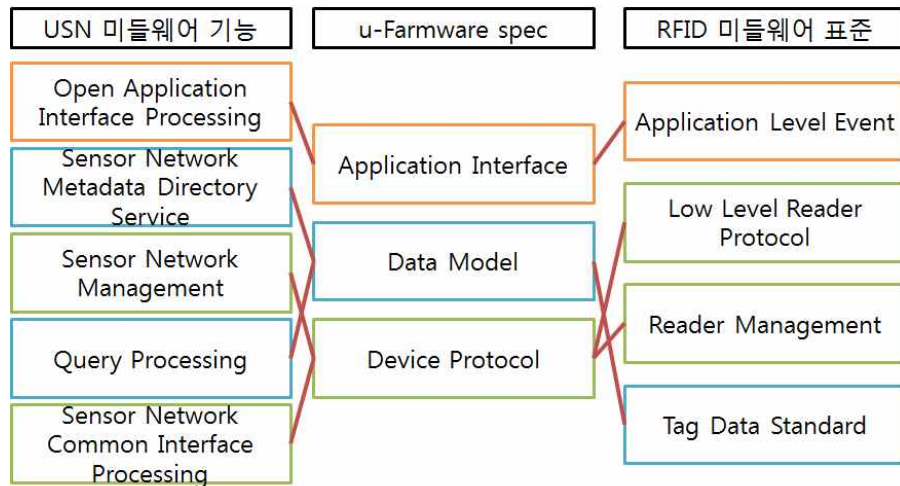 USN 미들웨어 기능
u-Farmware spec
RFID 미들웨어 표준
Open Application
Interface Processing
Sensor Network
Metadata Directory
Service
Sensor Network
Management
Query Processing
Sensor Network
Common Interface
Processing
Application Interface
Data Model
Device Protocol
Application Level Event
Low Level Reader
Protocol
Reader Management
Tag Data Standard